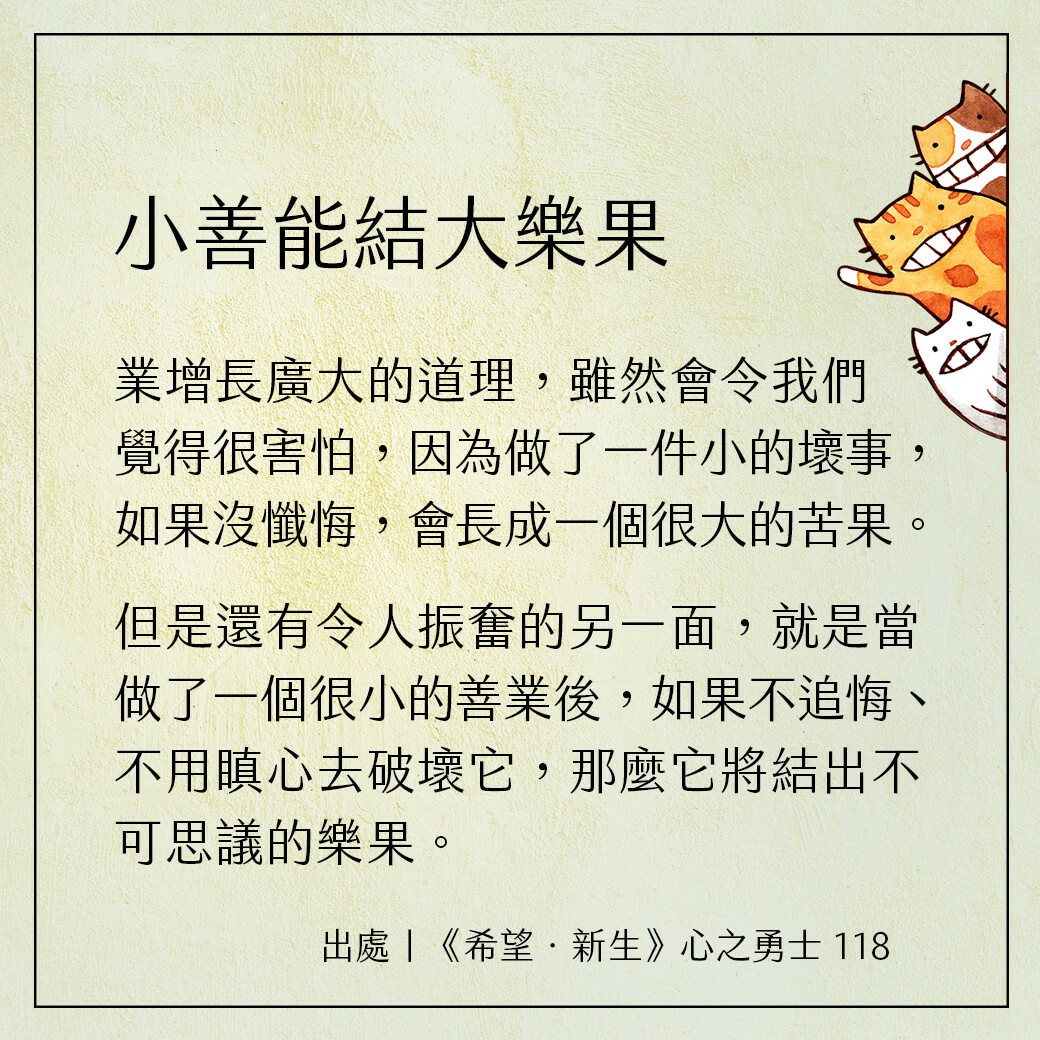 小善能結大樂果
業增長廣大的道理，雖然會令我們
覺得很害怕，因為做了一件小的壞事，
如果沒懺悔，會長成一個很大的苦果。
但是還有令人振奮的另一面，就是當
做了一個很小的善業後，如果不追悔、
不用瞋心去破壞它，那麼它將結出不
可思議的樂果。
出處 | 《希望．新生》心之勇士 118